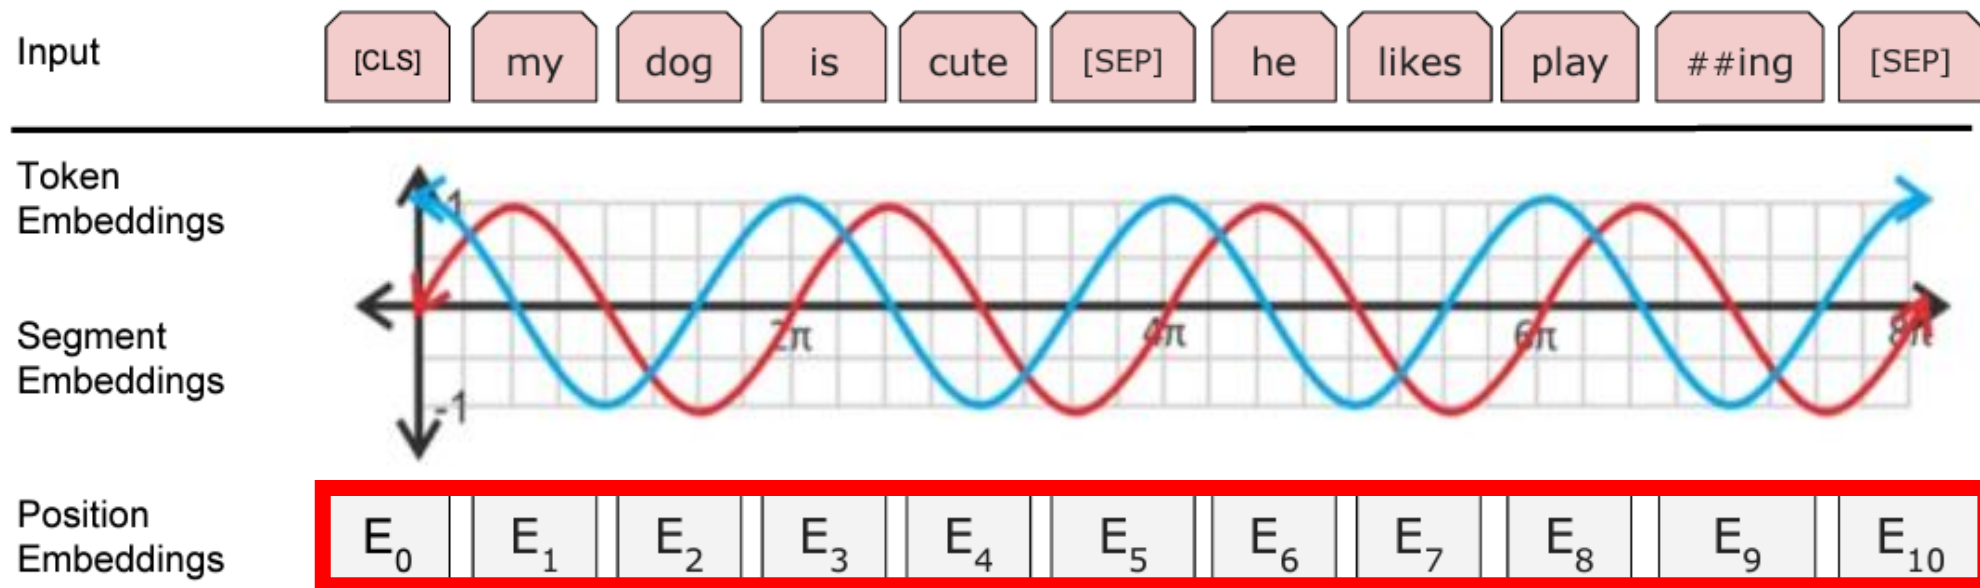 Input [CLS] my dog is cute [SEP] he likes play ##ing [SEP]
Token
Embeddings
1
2π 4π 6π 8π
Segment
Embeddings
-1
Position
Embeddings
E0 E1 E2 E3 E4 E5 E6 E7 E8 E9 E10